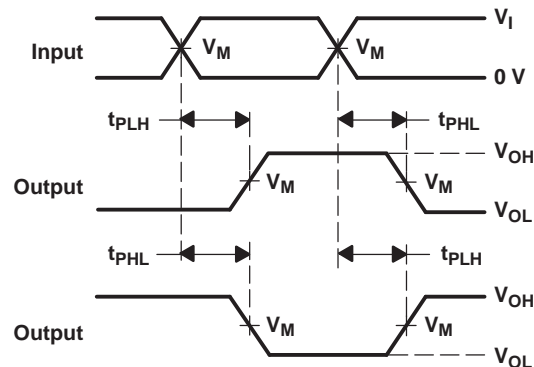 V_I
Input V_M V_M
0 V
t_PLH t_PHL
V_OH
Output V_M V_M
V_OL
t_PHL t_PLH
V_OH
Output V_M V_M
V_OL